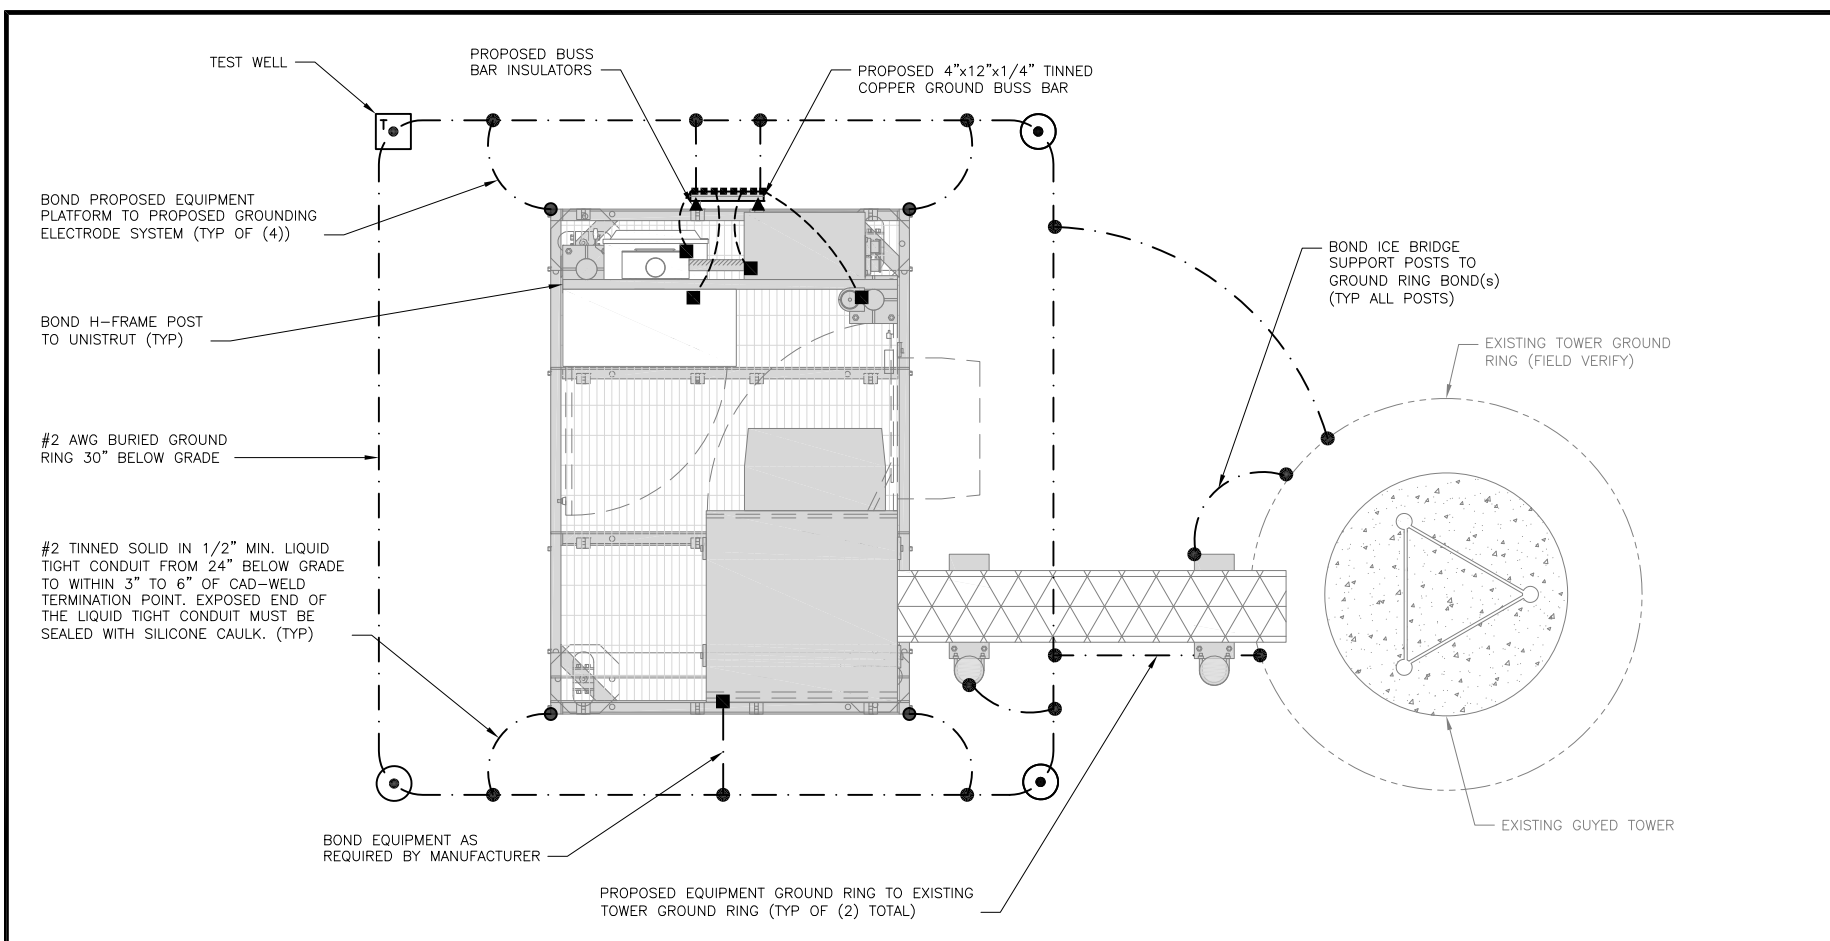 TEST WELL
PROPOSED BUSS
BAR INSULATORS
PROPOSED 4”x12”x1/4” TINNED
COPPER GROUND BUSS BAR
T
BOND PROPOSED EQUIPMENT
PLATFORM TO PROPOSED GROUNDING
ELECTRODE SYSTEM (TYP OF (4))
BOND ICE BRIDGE
SUPPORT POSTS TO
GROUND RING BOND(s)
(TYP ALL POSTS)
BOND H-FRAME POST
TO UNISTRUT (TYP)
EXISTING TOWER GROUND
RING (FIELD VERIFY)
#2 AWG BURIED GROUND
RING 30” BELOW GRADE
#2 TINNED SOLID IN 1/2” MIN. LIQUID
TIGHT CONDUIT FROM 24” BELOW GRADE
TO WITHIN 3” TO 6” OF CAD-WELD
TERMINATION POINT. EXPOSED END OF
THE LIQUID TIGHT CONDUIT MUST BE
SEALED WITH SILICONE CAULK. (TYP)
EXISTING GUYED TOWER
BOND EQUIPMENT AS
REQUIRED BY MANUFACTURER
PROPOSED EQUIPMENT GROUND RING TO EXISTING
TOWER GROUND RING (TYP OF (2) TOTAL)